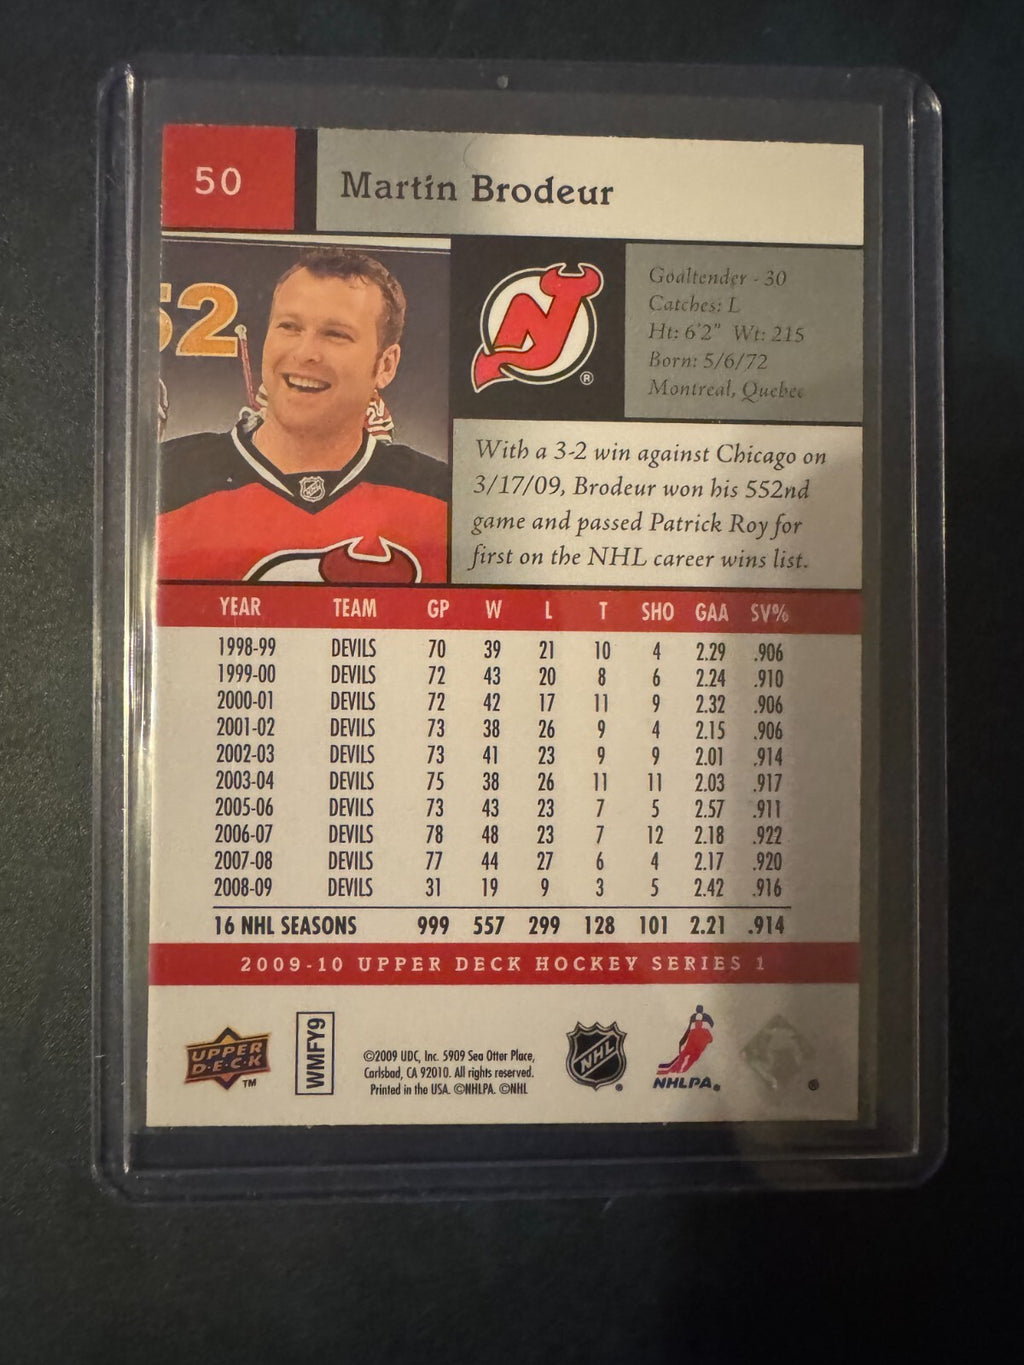 50
Martin Brodeur
52
Goaltender - 30
Catches: L
Ht: 6'2" Wt: 215
Born: 5/6/72
Montreal, Quebec
NJ
®
NHL
With a 3-2 win against Chicago on
3/17/09, Brodeur won his 552nd
game and passed Patrick Roy for
first on the NHL career wins list.
YEAR TEAM GP W L T SHO GAA SV%
1998-99 DEVILS 70 39 21 10 4 2.29 .906
1999-00 DEVILS 72 43 20 8 6 2.24 .910
2000-01 DEVILS 72 42 17 11 9 2.32 .906
2001-02 DEVILS 73 38 26 9 4 2.15 .906
2002-03 DEVILS 73 41 23 9 9 2.01 .914
2003-04 DEVILS 75 38 26 11 11 2.03 .917
2005-06 DEVILS 73 43 23 7 5 2.57 .911
2006-07 DEVILS 78 48 23 7 12 2.18 .922
2007-08 DEVILS 77 44 27 6 4 2.17 .920
2008-09 DEVILS 31 19 9 3 5 2.42 .916
16 NHL SEASONS 999 557 299 128 101 2.21 .914
2009-10 UPPER DECK HOCKEY SERIES 1
UPPER
D·E·C·K
TM
WMFY9
©2009 UDC, Inc. 5909 Sea Otter Place,
Carlsbad, CA 92010. All rights reserved.
Printed in the USA. ©NHLPA. ©NHL
NHL
®
NHLPA®
®